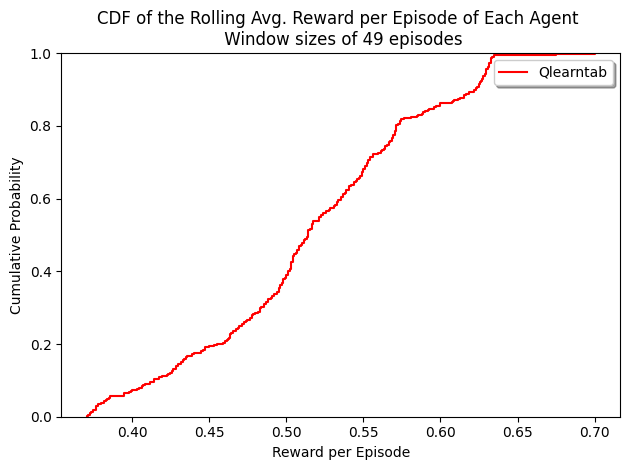 CDF of the Rolling Avg. Reward per Episode of Each Agent
Window sizes of 49 episodes
Qlearntab
Cumulative Probability
1.0
0.8
0.6
0.4
0.2
0.0
0.40 0.45 0.50 0.55 0.60 0.65 0.70
Reward per Episode